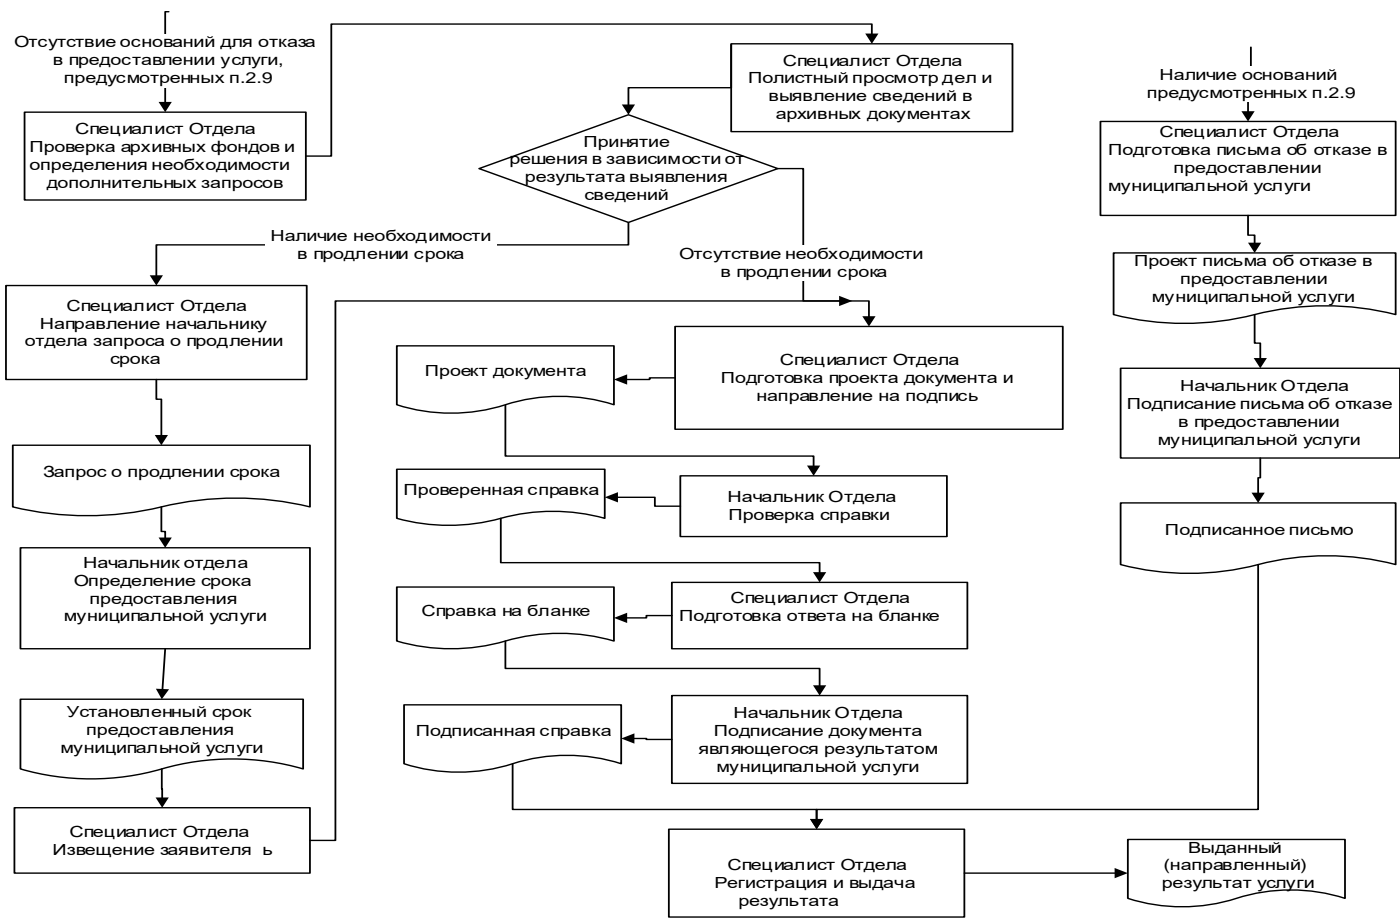 Отсутствие оснований для отказа
в предоставлении услуги,
предусмотренных п.2.9
Специалист Отдела
Проверка архивных фондов и
определения необходимости
дополнительных запросов
Специалист Отдела
Полистный просмотр дел и
выявление сведений в
архивных документах
Принятие
решения в зависимости от
результата выявления
сведений
Наличие необходимости
в продлении срока
Отсутствие необходимости
в продлении срока
Специалист Отдела
Направление начальнику
отдела запроса о продлении
срока
Запрос о продлении срока
Начальник отдела
Определение срока
предоставления
муниципальной услуги
Установленный срок
предоставления
муниципальной услуги
Специалист Отдела
Извещение заявителя ь
Специалист Отдела
Подготовка проекта документа и
направление на подпись
Проект документа
Начальник Отдела
Проверка справки
Проверенная справка
Специалист Отдела
Подготовка ответа на бланке
Справка на бланке
Начальник Отдела
Подписание документа
являющегося результатом
муниципальной услуги
Подписанная справка
Специалист Отдела
Регистрация и выдача
результата
Выданный
(направленный)
результат услуги
Наличие оснований
предусмотренных п.2.9
Специалист Отдела
Подготовка письма об отказе в
предоставлении
муниципальной услуги
Проект письма об отказе в
предоставлении
муниципальной услуги
Начальник Отдела
Подписание письма об отказе
в предоставлении
муниципальной услуги
Подписанное письмо